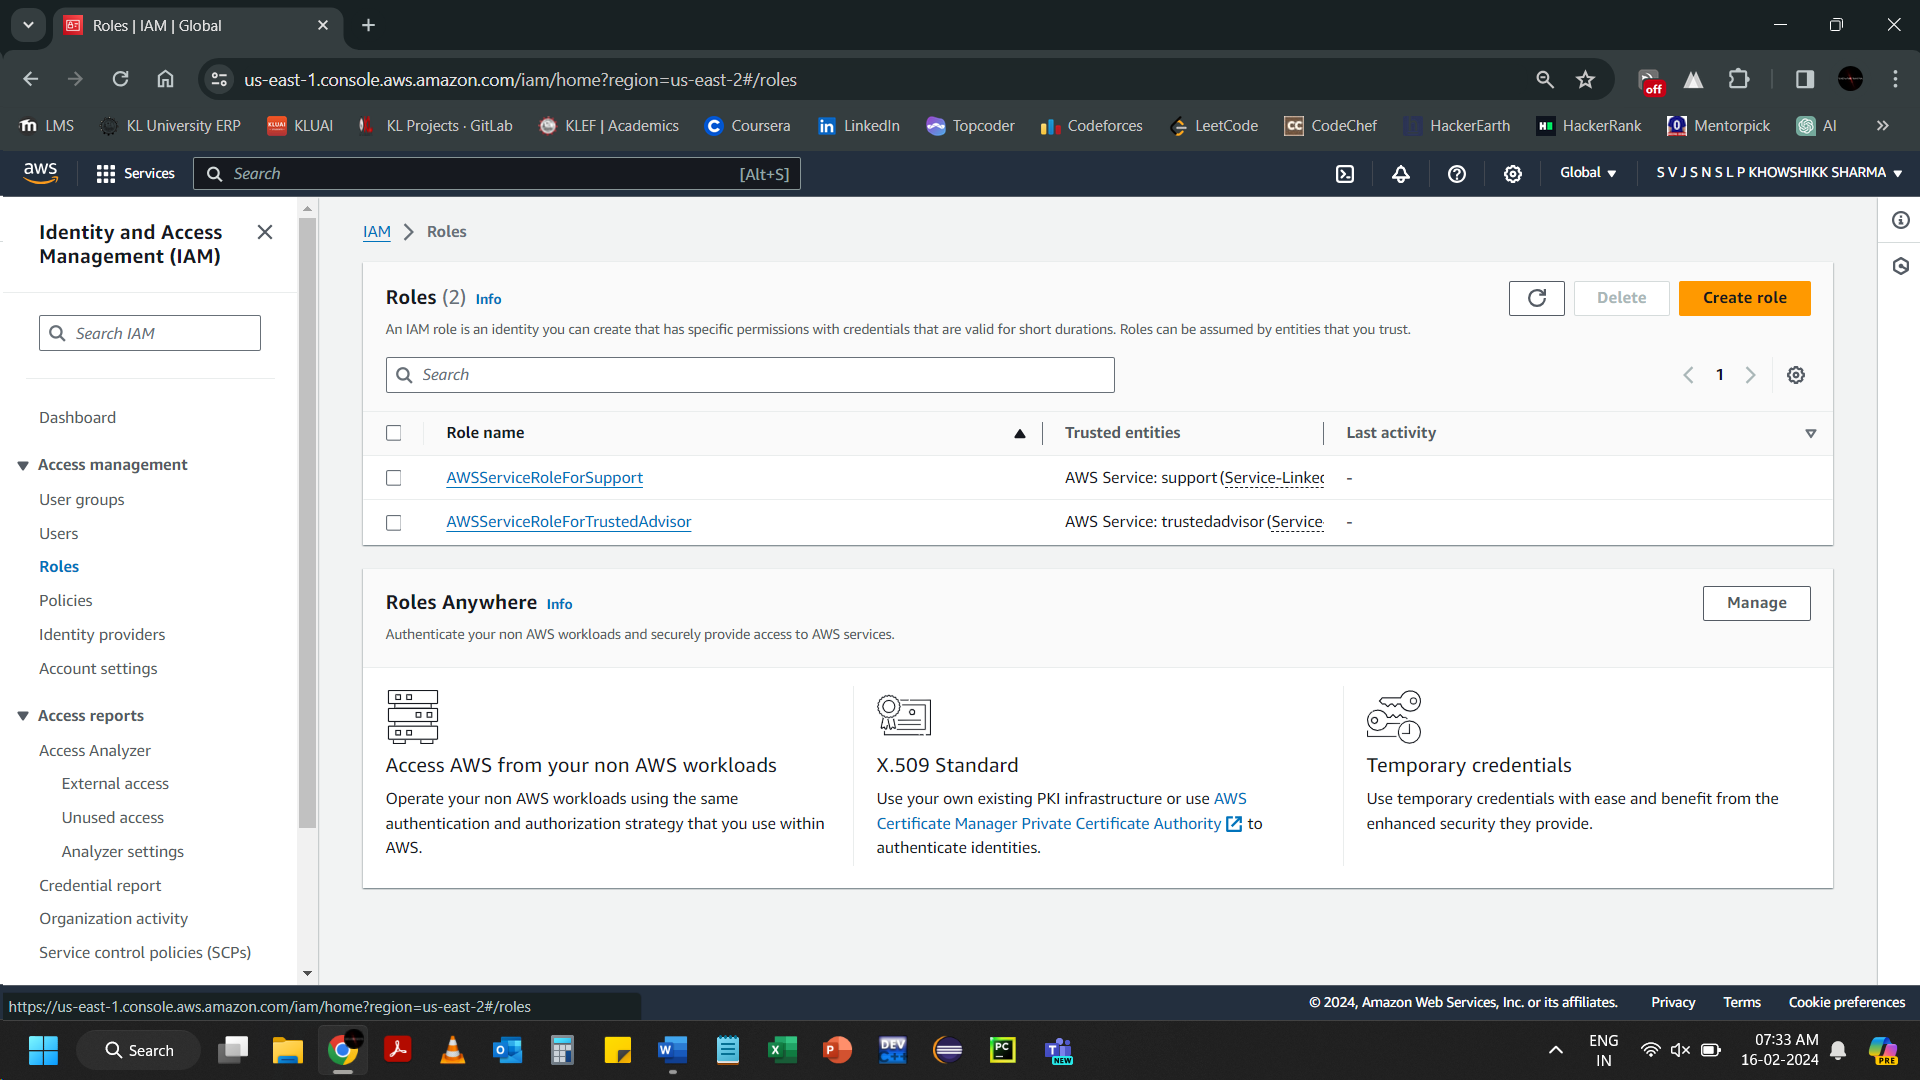 Roles | IAM | Global
us-east-1.console.aws.amazon.com/iam/home?region=us-east-2#/roles
off
LMS
KL University ERP
KLUAI
KL Projects · GitLab
KLEF | Academics
Coursera
LinkedIn
Topcoder
Codeforces
LeetCode
CodeChef
HackerEarth
HackerRank
Mentorpick
AI
aws
Services
Search
[Alt+S]
Global
S V J S N S L P KHOWSHIKK SHARMA
Identity and Access
Management (IAM)
Search IAM
Dashboard
Access management
User groups
Users
Roles
Policies
Identity providers
Account settings
Access reports
Access Analyzer
External access
Unused access
Analyzer settings
Credential report
Organization activity
Service control policies (SCPs)
IAM
Roles
Roles (2) Info
Delete
Create role
An IAM role is an identity you can create that has specific permissions with credentials that are valid for short durations. Roles can be assumed by entities that you trust.
Search
1
Role name
Trusted entities
Last activity
AWSServiceRoleForSupport
AWS Service: support (Service-Linked
-
AWSServiceRoleForTrustedAdvisor
AWS Service: trustedadvisor (Service-
-
Roles Anywhere Info
Manage
Authenticate your non AWS workloads and securely provide access to AWS services.
Access AWS from your non AWS workloads
Operate your non AWS workloads using the same
authentication and authorization strategy that you use within
AWS.
X.509 Standard
Use your own existing PKI infrastructure or use AWS
Certificate Manager Private Certificate Authority to
authenticate identities.
Temporary credentials
Use temporary credentials with ease and benefit from the
enhanced security they provide.
https://us-east-1.console.aws.amazon.com/iam/home?region=us-east-2#/roles
© 2024, Amazon Web Services, Inc. or its affiliates.
Privacy
Terms
Cookie preferences
Search
DEV
PC
NEW
ENG
IN
07:33 AM
16-02-2024
PRE